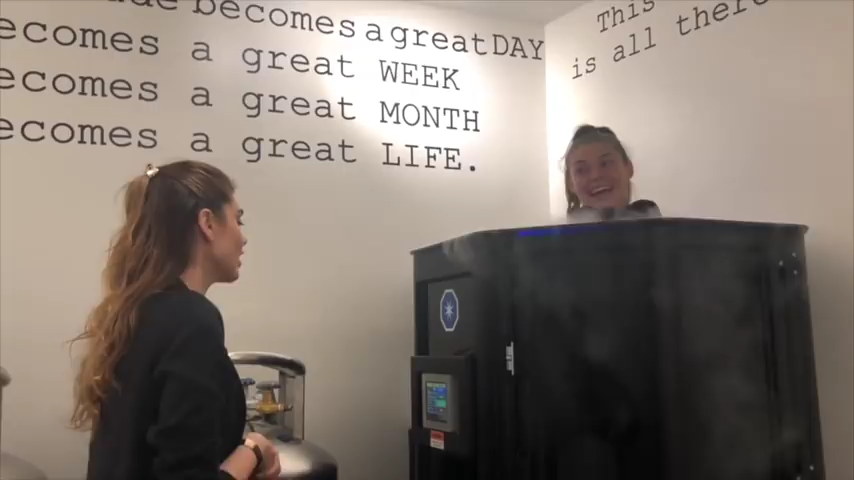 becomes a great DAY
ecomes a great WEEK
ecomes a great MONTH
ecomes a great LIFE.
This
is all there